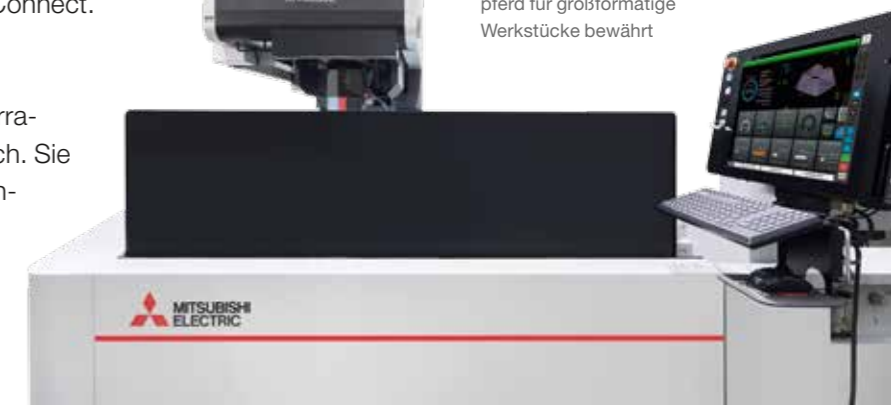 Connect.
rra-
ch. Sie
n-
pferd für großformatige
Werkstücke bewährt
MITSUBISHI
ELECTRIC